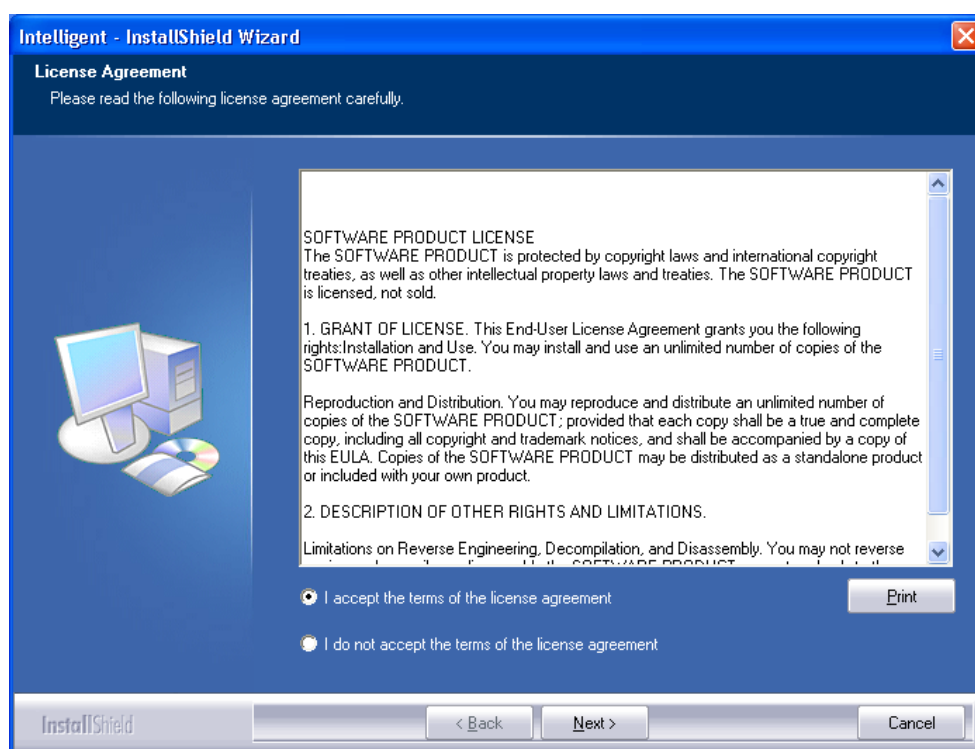 Intelligent - InstallShield Wizard
License Agreement
Please read the following license agreement carefully.
SOFTWARE PRODUCT LICENSE
The SOFTWARE PRODUCT is protected by copyright laws and international copyright
treaties, as well as other intellectual property laws and treaties. The SOFTWARE PRODUCT
is licensed, not sold.
1. GRANT OF LICENSE. This End-User License Agreement grants you the following
rights:Installation and Use. You may install and use an unlimited number of copies of the
SOFTWARE PRODUCT.
Reproduction and Distribution. You may reproduce and distribute an unlimited number of
copies of the SOFTWARE PRODUCT; provided that each copy shall be a true and complete
copy, including all copyright and trademark notices, and shall be accompanied by a copy of
this EULA. Copies of the SOFTWARE PRODUCT may be distributed as a standalone product
or included with your own product.
2. DESCRIPTION OF OTHER RIGHTS AND LIMITATIONS.
Limitations on Reverse Engineering, Decompilation, and Disassembly. You may not reverse
SOFTWARE PRODUCT
I accept the terms of the license agreement
Print
I do not accept the terms of the license agreement
InstallShield
< Back
Next >
Cancel